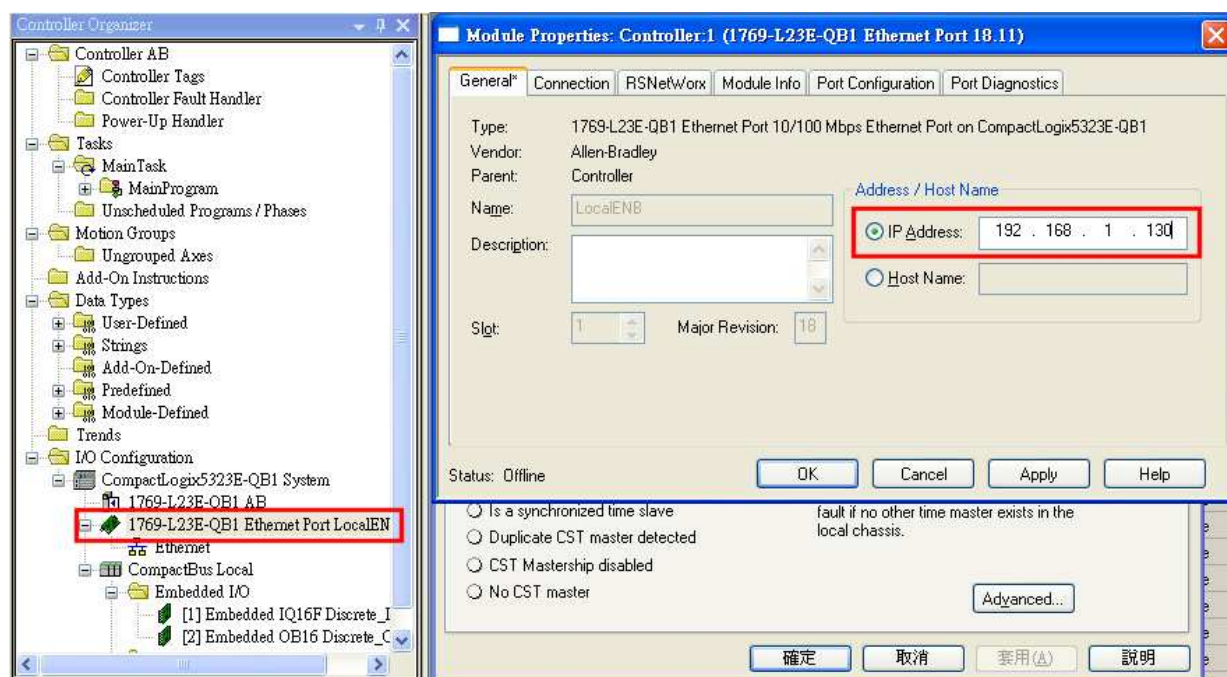 Controller Organizer
Controller AB
Controller Tags
Controller Fault Handler
Power-Up Handler
Tasks
MainTask
MainProgram
Unscheduled Programs / Phases
Motion Groups
Ungrouped Axes
Add-On Instructions
Data Types
User-Defined
Strings
Add-On-Defined
Predefined
Module-Defined
Trends
I/O Configuration
CompactLogix5323E-QB1 System
1769-L23E-QB1 AB
1769-L23E-QB1 Ethernet Port LocalEN
Ethernet
CompactBus Local
Embedded I/O
[1] Embedded IQ16F Discrete_I
[2] Embedded OB16 Discrete_C
Module Properties: Controller:1 (1769-L23E-QB1 Ethernet Port 18.11)
General* Connection RSNetWorx Module Info Port Configuration Port Diagnostics
Type: 1769-L23E-QB1 Ethernet Port 10/100 Mbps Ethernet Port on CompactLogix5323E-QB1
Vendor: Allen-Bradley
Parent: Controller
Name: LocalENB
Description:
Slot: 1 Major Revision: 18
Address / Host Name
IP Address: 192 . 168 . 1 . 130
Host Name:
Status: Offline OK Cancel Apply Help
Is a synchronized time slave
Duplicate CST master detected
CST Mastership disabled
No CST master
fault if no other time master exists in the
local chassis.
Advanced...
確定 取消 套用(A) 說明